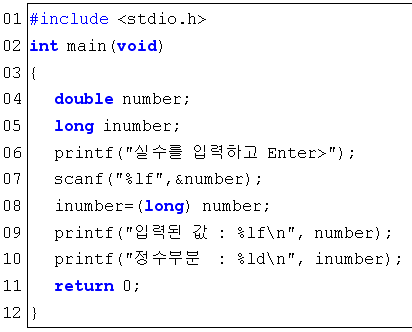 01 #include <stdio.h>
02 int main(void)
03 {
04 double number;
05 long inumber;
06 printf("실수를 입력하고 Enter>");
07 scanf("%lf",&number);
08 inumber=(long) number;
09 printf("입력된 값 : %lf\n", number);
10 printf("정수부분  : %ld\n", inumber);
11 return 0;
12 }